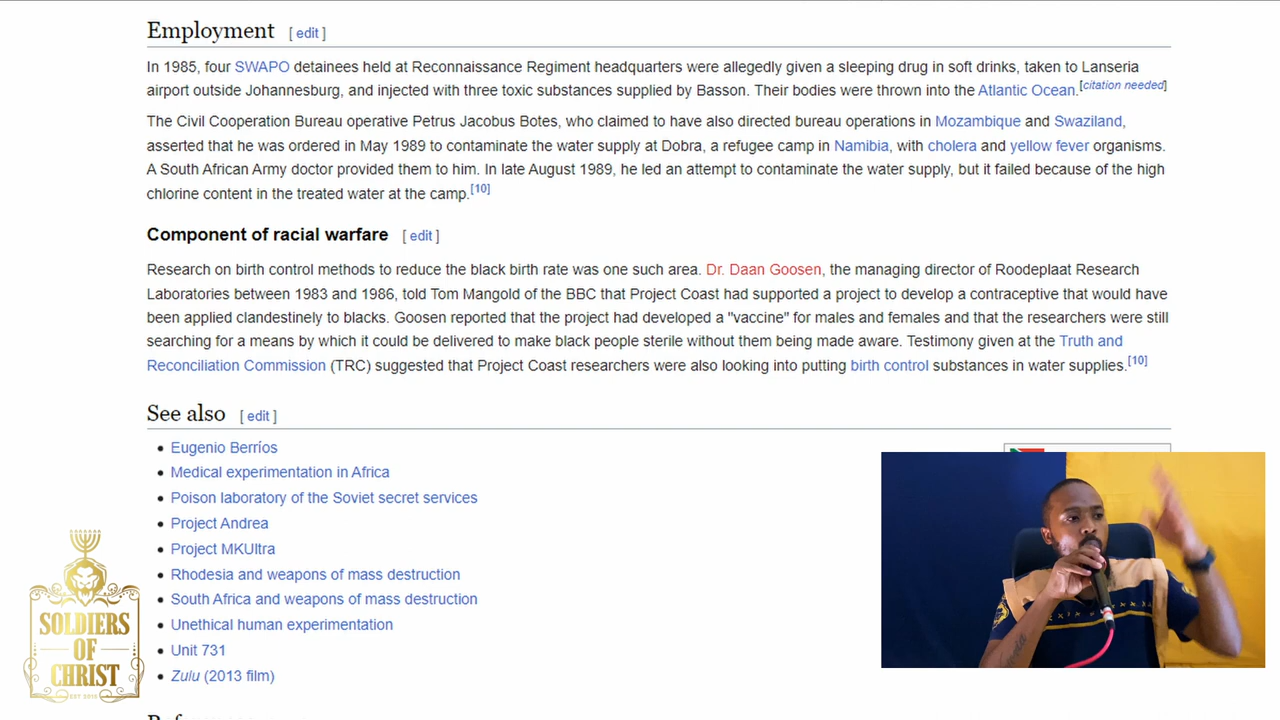 Employment [ edit ]
In 1985, four SWAPO detainees held at Reconnaissance Regiment headquarters were allegedly given a sleeping drug in soft drinks, taken to Lanseria
airport outside Johannesburg, and injected with three toxic substances supplied by Basson. Their bodies were thrown into the Atlantic Ocean.[citation needed]
The Civil Cooperation Bureau operative Petrus Jacobus Botes, who claimed to have also directed bureau operations in Mozambique and Swaziland,
asserted that he was ordered in May 1989 to contaminate the water supply at Dobra, a refugee camp in Namibia, with cholera and yellow fever organisms.
A South African Army doctor provided them to him. In late August 1989, he led an attempt to contaminate the water supply, but it failed because of the high
chlorine content in the treated water at the camp.[10]
Component of racial warfare [ edit ]
Research on birth control methods to reduce the black birth rate was one such area. Dr. Daan Goosen, the managing director of Roodeplaat Research
Laboratories between 1983 and 1986, told Tom Mangold of the BBC that Project Coast had supported a project to develop a contraceptive that would have
been applied clandestinely to blacks. Goosen reported that the project had developed a "vaccine" for males and females and that the researchers were still
searching for a means by which it could be delivered to make black people sterile without them being made aware. Testimony given at the Truth and
Reconciliation Commission (TRC) suggested that Project Coast researchers were also looking into putting birth control substances in water supplies.[10]
See also [ edit ]
Eugenio Berríos
Medical experimentation in Africa
Poison laboratory of the Soviet secret services
Project Andrea
Project MKUltra
Rhodesia and weapons of mass destruction
South Africa and weapons of mass destruction
Unethical human experimentation
Unit 731
Zulu (2013 film)
SOLDIERS
OF
CHRIST